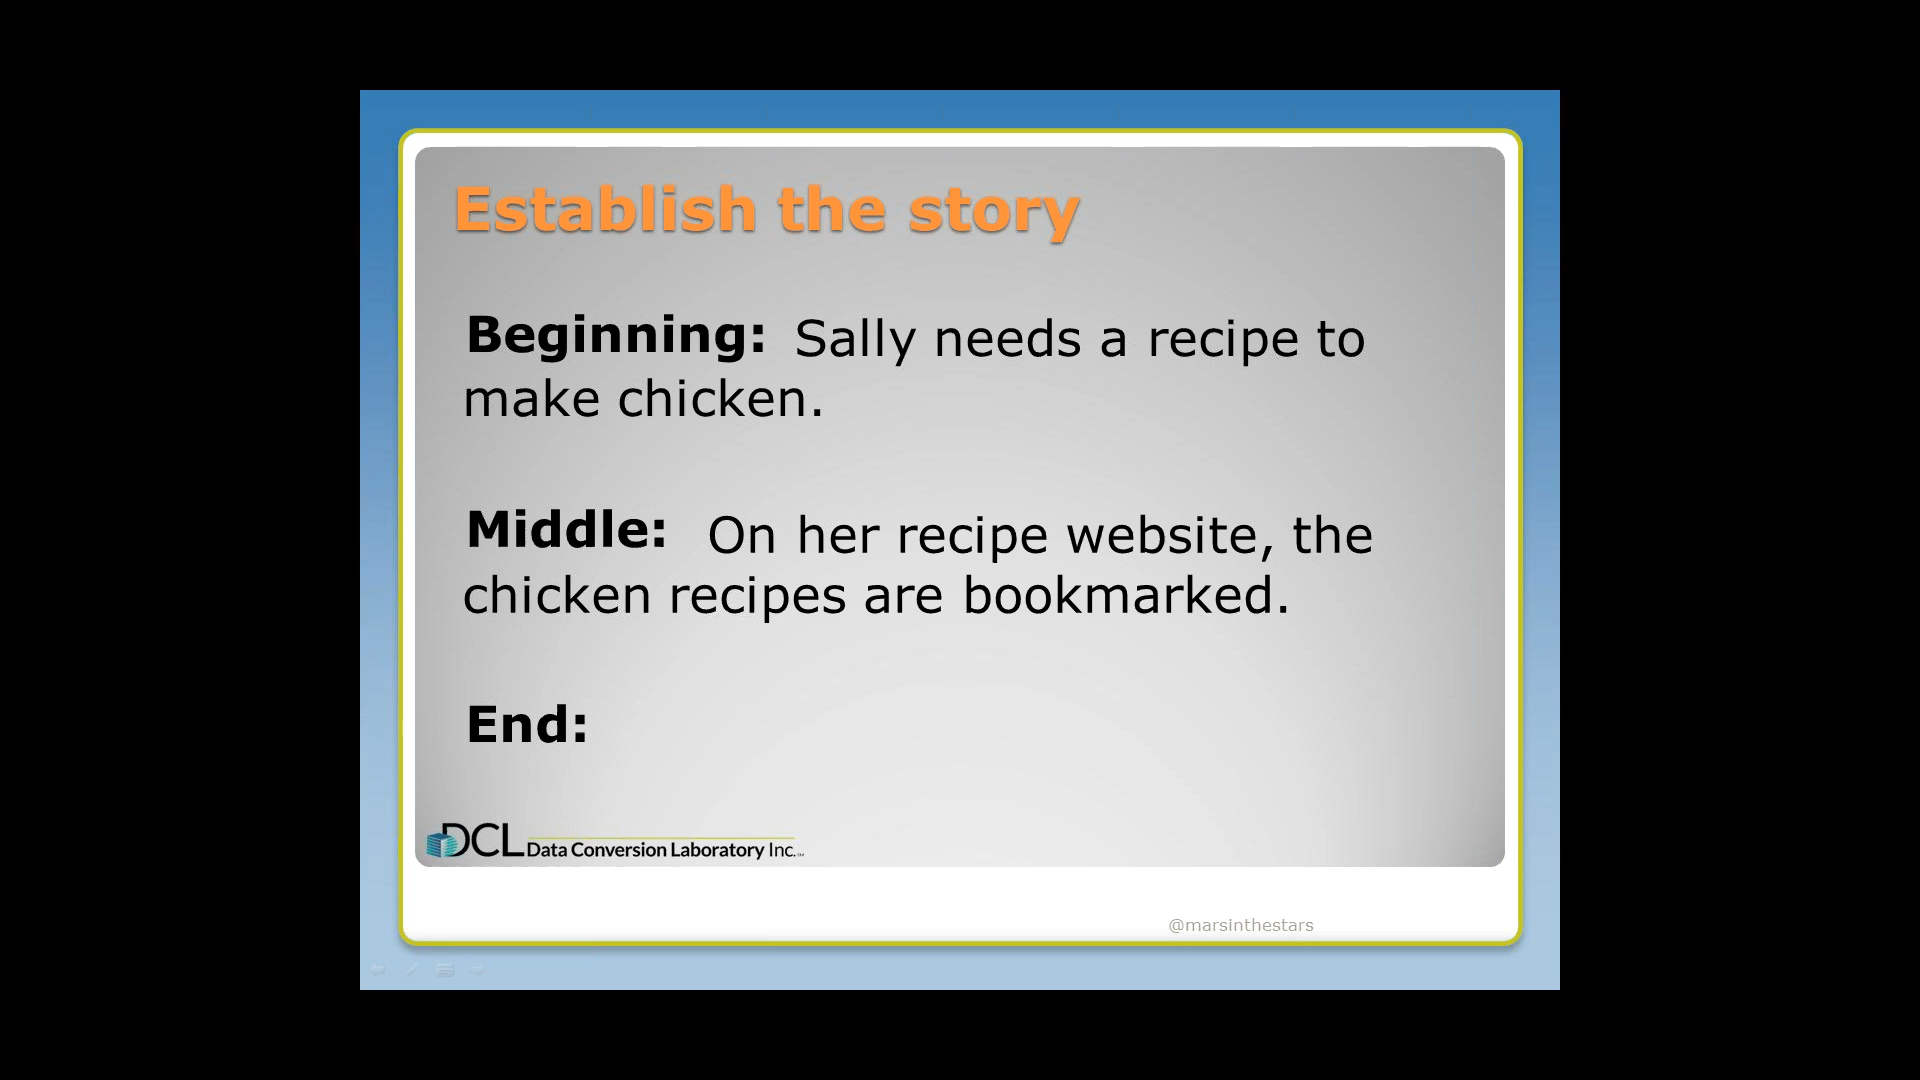 Establish the story
Beginning: Sally needs a recipe to
make chicken.
Middle: On her recipe website, the
chicken recipes are bookmarked.
End:
DCL Data Conversion Laboratory Inc.™
@marsinthestars